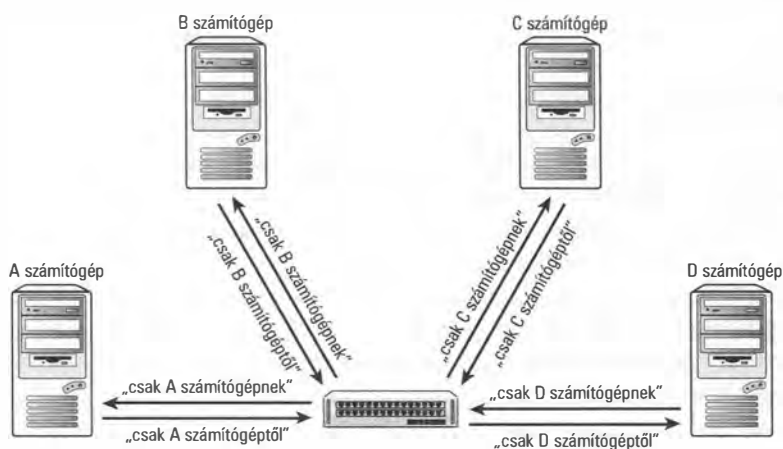 B számítógép
C számítógép
„csak B számítógéptől”
„csak B számítógépnek”
„csak C számítógépnek”
„csak C számítógéptől”
A számítógép
D számítógép
„csak A számítógépnek”
„csak A számítógéptől”
„csak D számítógépnek”
„csak D számítógéptől”